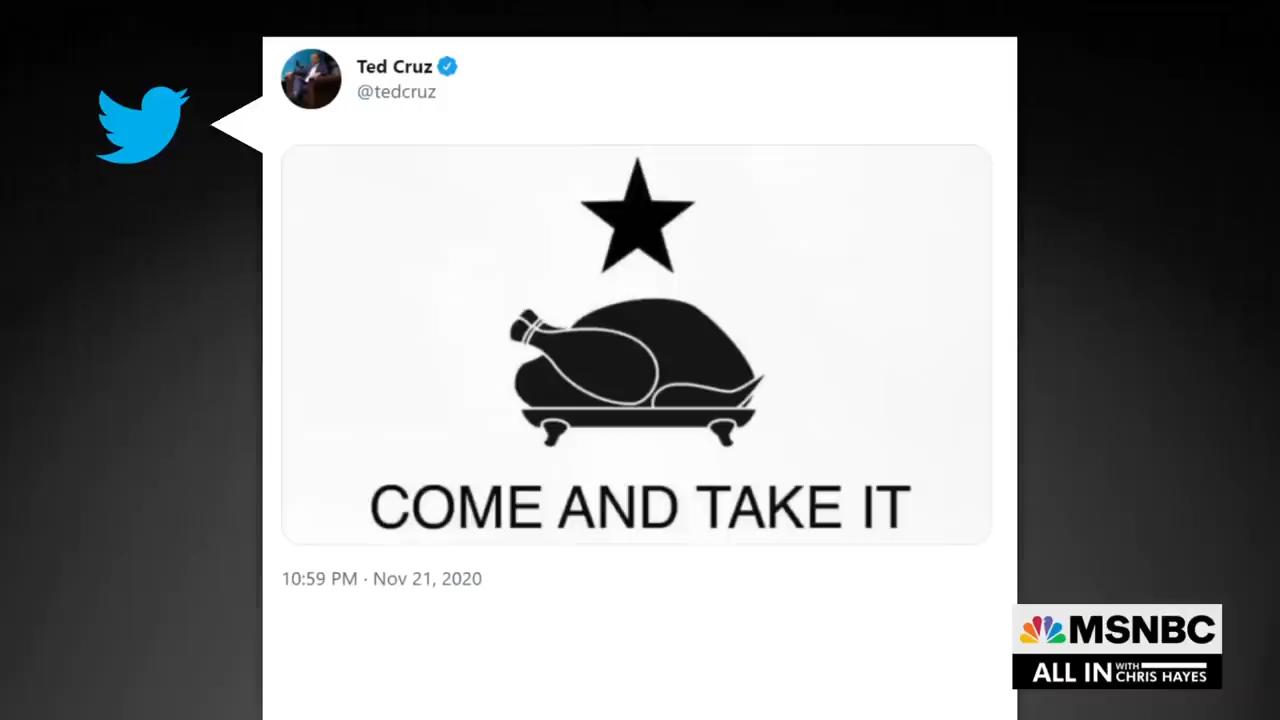 Ted Cruz
@tedcruz
COME AND TAKE IT
10:59 PM · Nov 21, 2020
MSNBC
ALL IN WITH CHRIS HAYES